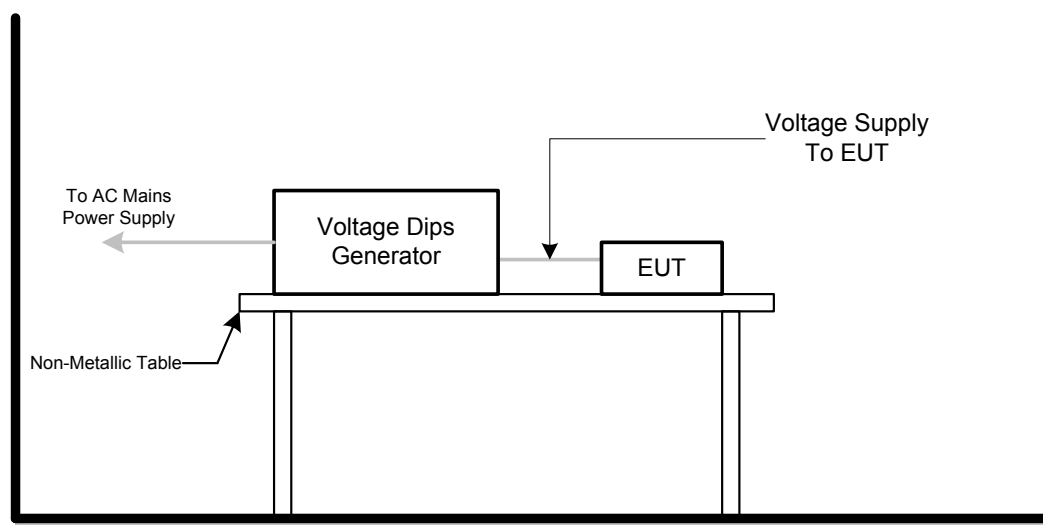 Voltage Supply
To EUT
To AC Mains
Power Supply
Voltage Dips
Generator
EUT
Non-Metallic Table